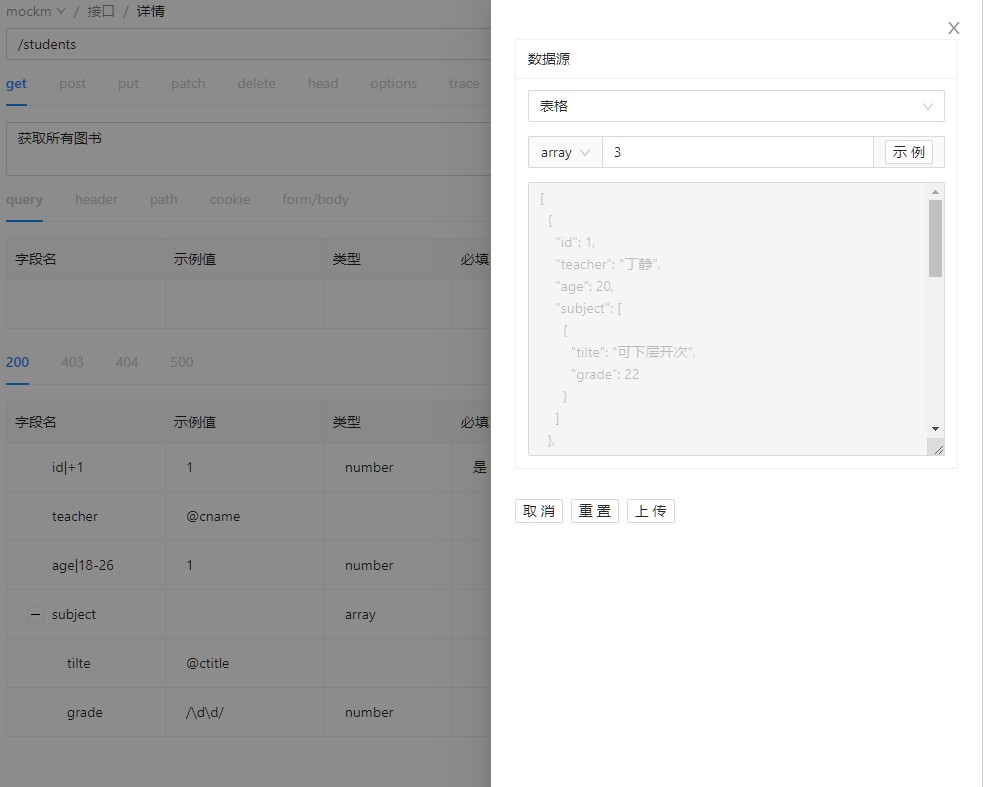 mockm / 接口 / 详情
/students
get post put patch delete head options trace
获取所有图书
query header path cookie form/body
字段名 示例值 类型 必填
200 403 404 500
字段名 示例值 类型 必填
id|+1 1 number 是
teacher @cname
age|18-26 1 number
subject array
tilte @ctitle
grade /\d\d/ number
X
数据源
表格
array 3 示 例
[
{
"id": 1,
"teacher": "丁静",
"age": 20,
"subject": [
{
"tilte": "可下层开次",
"grade": 22
}
]
},
取 消 重 置 上 传